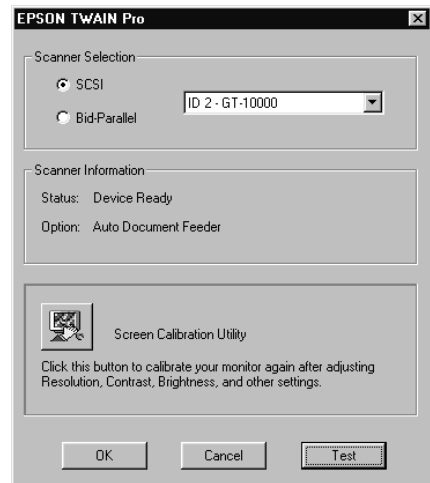 EPSON TWAIN Pro
Scanner Selection
SCSI
Bid-Parallel
ID 2 - GT-10000
Scanner Information
Status: Device Ready
Option: Auto Document Feeder
Screen Calibration Utility
Click this button to calibrate your monitor again after adjusting
Resolution, Contrast, Brightness, and other settings.
OK Cancel Test